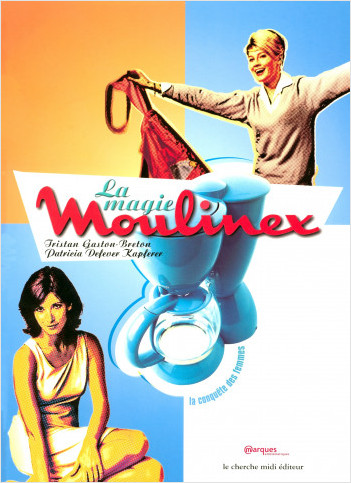 La
magie
Moulinex
Tristan Gaston-Breton
Patricia Defever Kapferer
la conquête des femmes
marques
le cherche midi éditeur